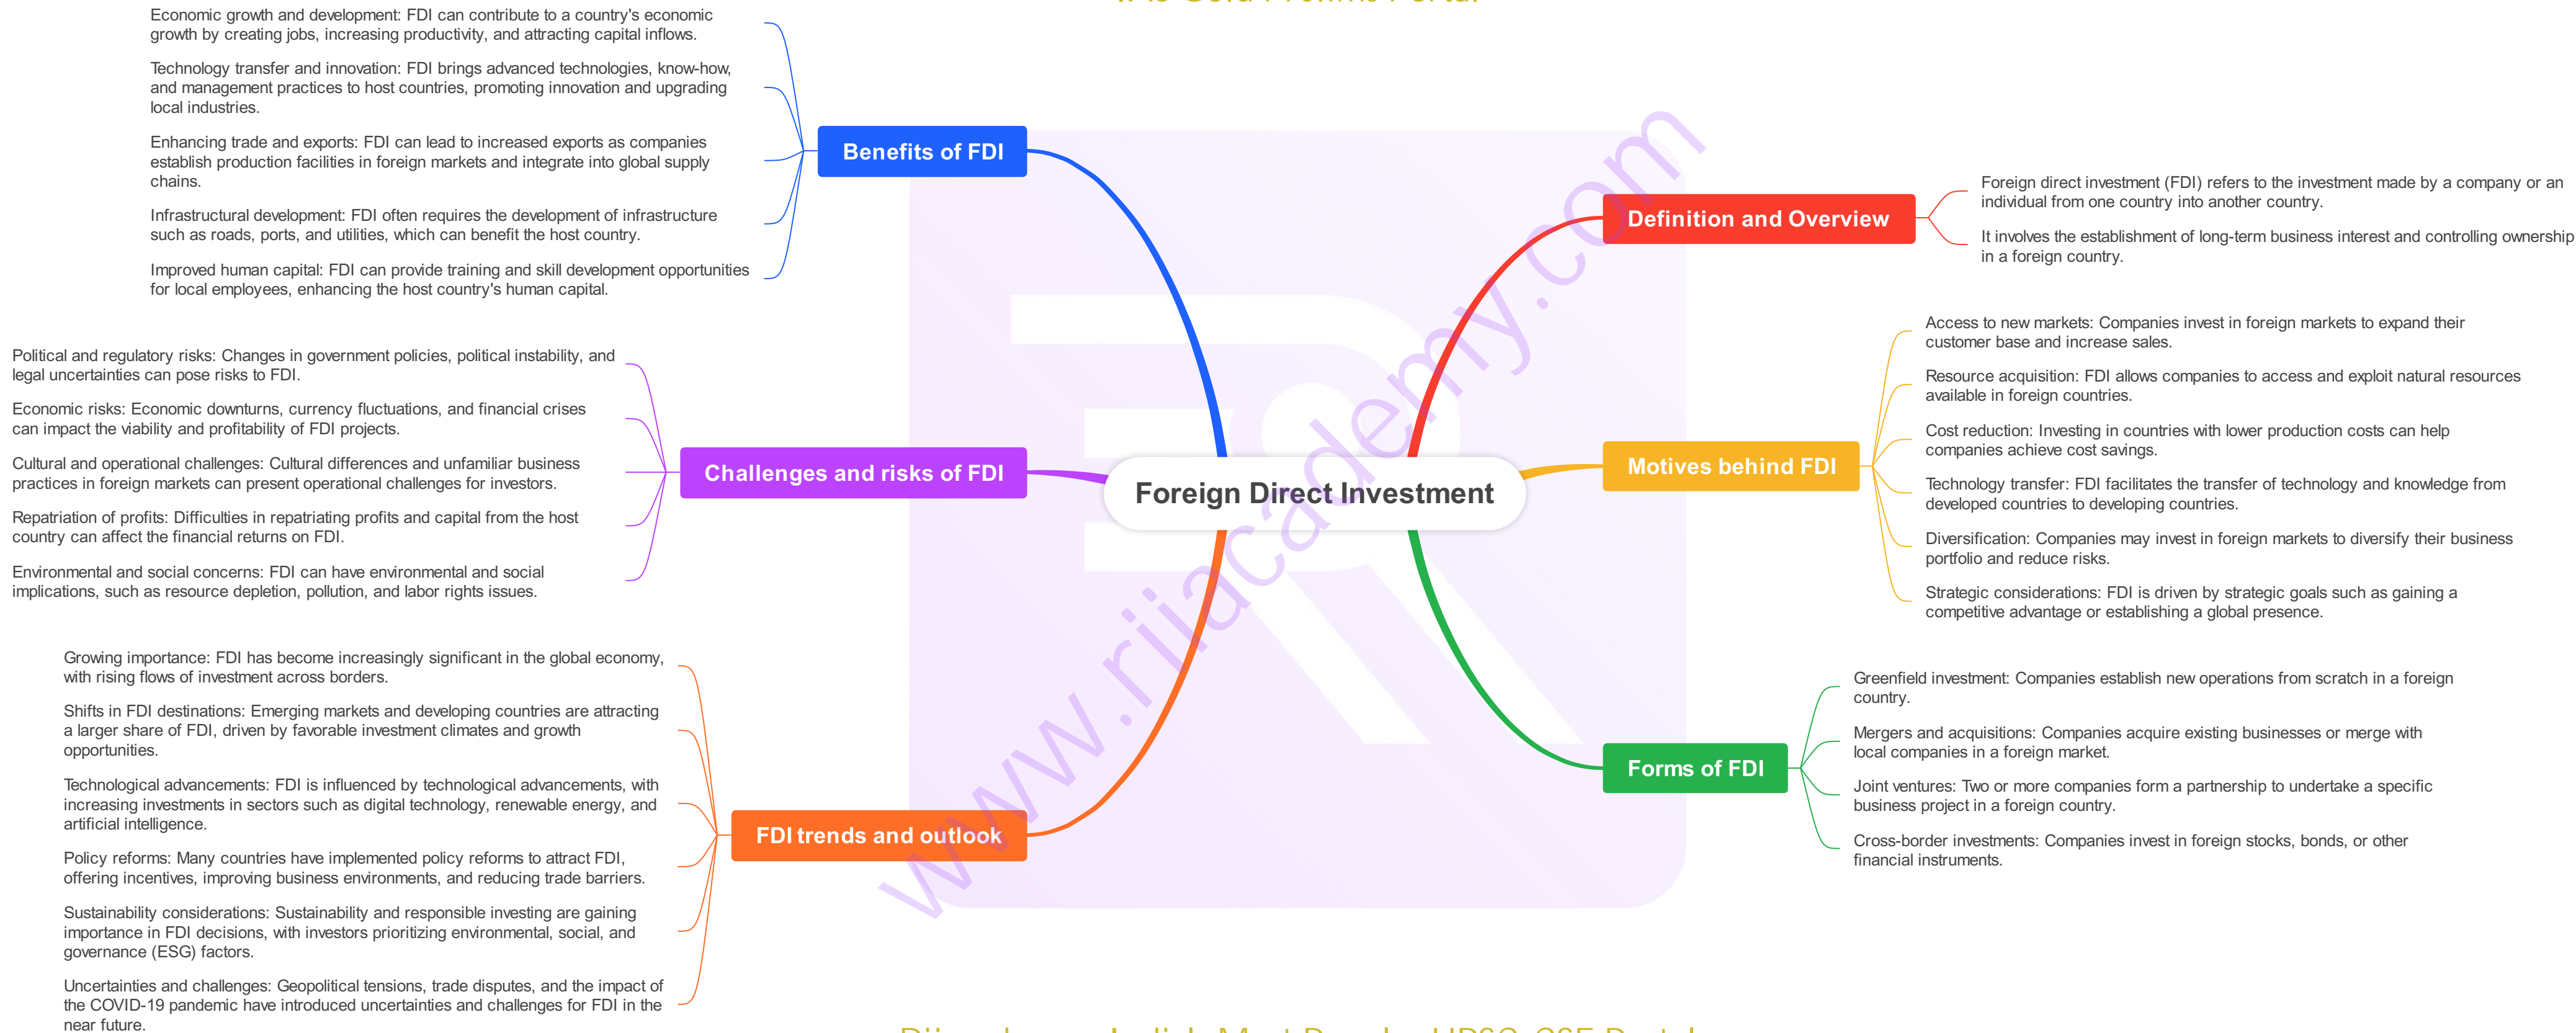 Economic growth and development: FDI can contribute to a country's economic
growth by creating jobs, increasing productivity, and attracting capital inflows.
Technology transfer and innovation: FDI brings advanced technologies, know-how,
and management practices to host countries, promoting innovation and upgrading
local industries.
Enhancing trade and exports: FDI can lead to increased exports as companies
establish production facilities in foreign markets and integrate into global supply
chains.
Infrastructural development: FDI often requires the development of infrastructure
such as roads, ports, and utilities, which can benefit the host country.
Improved human capital: FDI can provide training and skill development opportunities
for local employees, enhancing the host country's human capital.
Benefits of FDI
Political and regulatory risks: Changes in government policies, political instability, and
legal uncertainties can pose risks to FDI.
Economic risks: Economic downturns, currency fluctuations, and financial crises
can impact the viability and profitability of FDI projects.
Cultural and operational challenges: Cultural differences and unfamiliar business
practices in foreign markets can present operational challenges for investors.
Repatriation of profits: Difficulties in repatriating profits and capital from the host
country can affect the financial returns on FDI.
Environmental and social concerns: FDI can have environmental and social
implications, such as resource depletion, pollution, and labor rights issues.
Challenges and risks of FDI
Growing importance: FDI has become increasingly significant in the global economy,
with rising flows of investment across borders.
Shifts in FDI destinations: Emerging markets and developing countries are attracting
a larger share of FDI, driven by favorable investment climates and growth
opportunities.
Technological advancements: FDI is influenced by technological advancements, with
increasing investments in sectors such as digital technology, renewable energy, and
artificial intelligence.
Policy reforms: Many countries have implemented policy reforms to attract FDI,
offering incentives, improving business environments, and reducing trade barriers.
Sustainability considerations: Sustainability and responsible investing are gaining
importance in FDI decisions, with investors prioritizing environmental, social, and
governance (ESG) factors.
Uncertainties and challenges: Geopolitical tensions, trade disputes, and the impact of
the COVID-19 pandemic have introduced uncertainties and challenges for FDI in the
near future.
FDI trends and outlook
Foreign Direct Investment
www.rijiacademy.com
Definition and Overview
Foreign direct investment (FDI) refers to the investment made by a company or an
individual from one country into another country.
It involves the establishment of long-term business interest and controlling ownership
in a foreign country.
Motives behind FDI
Access to new markets: Companies invest in foreign markets to expand their
customer base and increase sales.
Resource acquisition: FDI allows companies to access and exploit natural resources
available in foreign countries.
Cost reduction: Investing in countries with lower production costs can help
companies achieve cost savings.
Technology transfer: FDI facilitates the transfer of technology and knowledge from
developed countries to developing countries.
Diversification: Companies may invest in foreign markets to diversify their business
portfolio and reduce risks.
Strategic considerations: FDI is driven by strategic goals such as gaining a
competitive advantage or establishing a global presence.
Forms of FDI
Greenfield investment: Companies establish new operations from scratch in a foreign
country.
Mergers and acquisitions: Companies acquire existing businesses or merge with
local companies in a foreign market.
Joint ventures: Two or more companies form a partnership to undertake a specific
business project in a foreign country.
Cross-border investments: Companies invest in foreign stocks, bonds, or other
financial instruments.